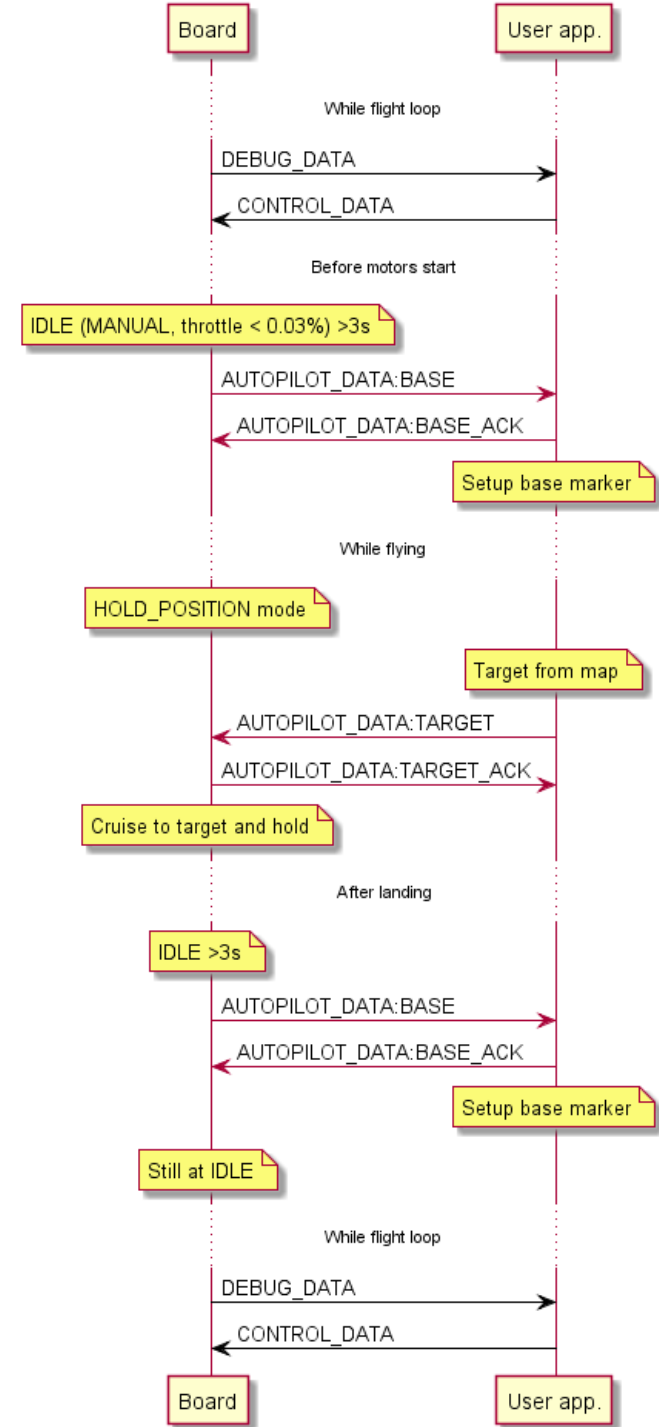 Board
User app.
While flight loop
DEBUG_DATA
CONTROL_DATA
Before motors start
IDLE (MANUAL, throttle < 0.03%) >3s
AUTOPILOT_DATA:BASE
AUTOPILOT_DATA:BASE_ACK
Setup base marker
While flying
HOLD_POSITION mode
Target from map
AUTOPILOT_DATA:TARGET
AUTOPILOT_DATA:TARGET_ACK
Cruise to target and hold
After landing
IDLE >3s
AUTOPILOT_DATA:BASE
AUTOPILOT_DATA:BASE_ACK
Setup base marker
Still at IDLE
While flight loop
DEBUG_DATA
CONTROL_DATA
Board
User app.